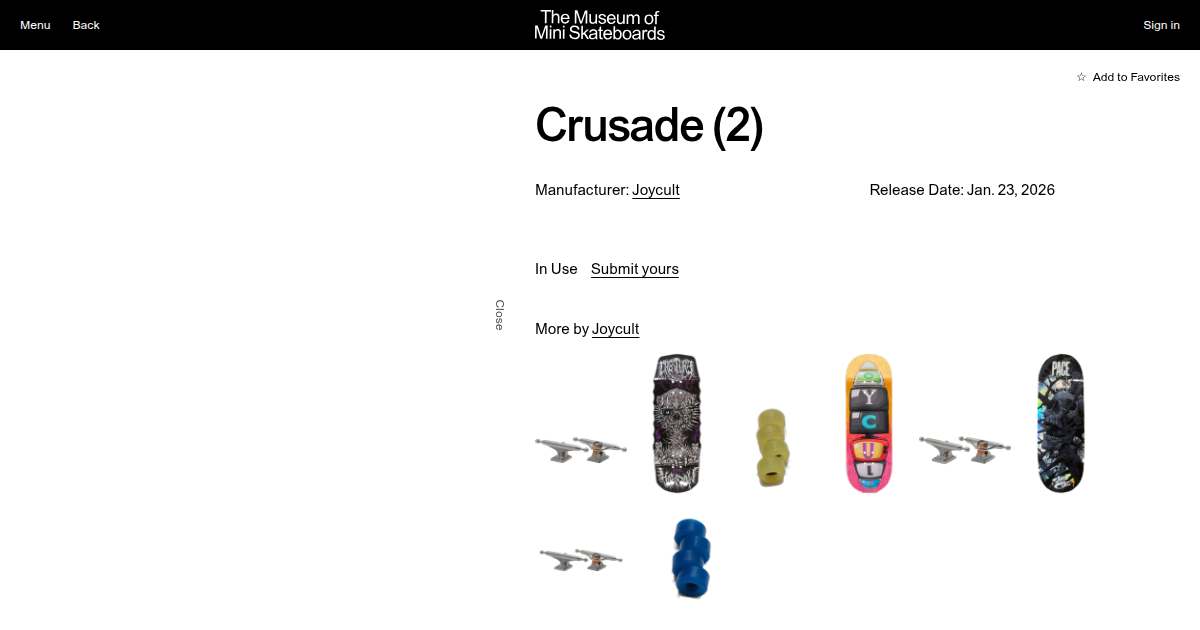 Menu
Back
The Museum of
Mini Skateboards
Sign in
☆ Add to Favorites
Crusade (2)
Manufacturer: Joycult
Release Date: Jan. 23, 2026
In Use Submit yours
Close
More by Joycult
PACE
Y
C
U
L